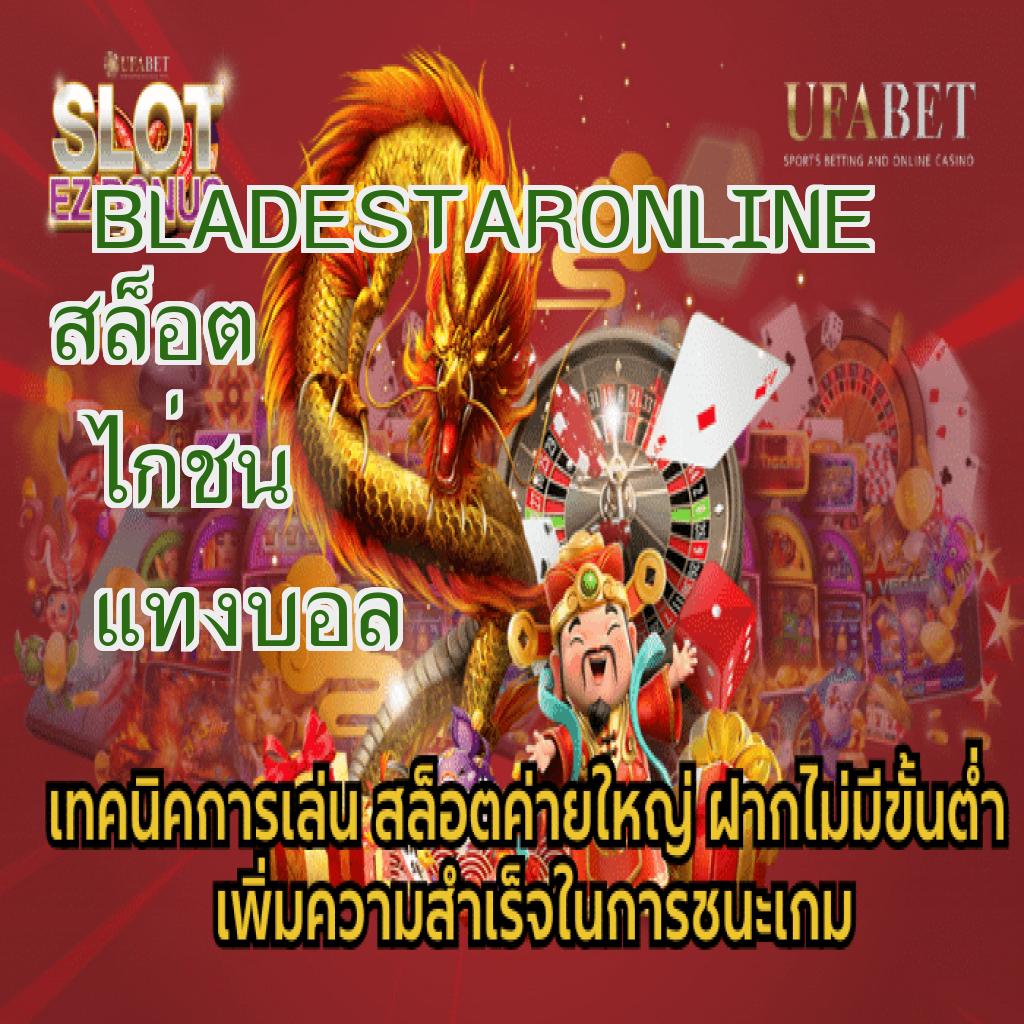 UFABET
SLOT
EZ BONUS
UFABET
SPORTS BETTING AND ONLINE CASINO
BLADESTARONLINE
สล็อต
ไก่ชน
แทงบอล
เทคนิคการเล่น สล็อตค่ายใหญ่ ฝากไม่มีขั้นต่ำ
เพิ่มความสำเร็จในการชนะเกม